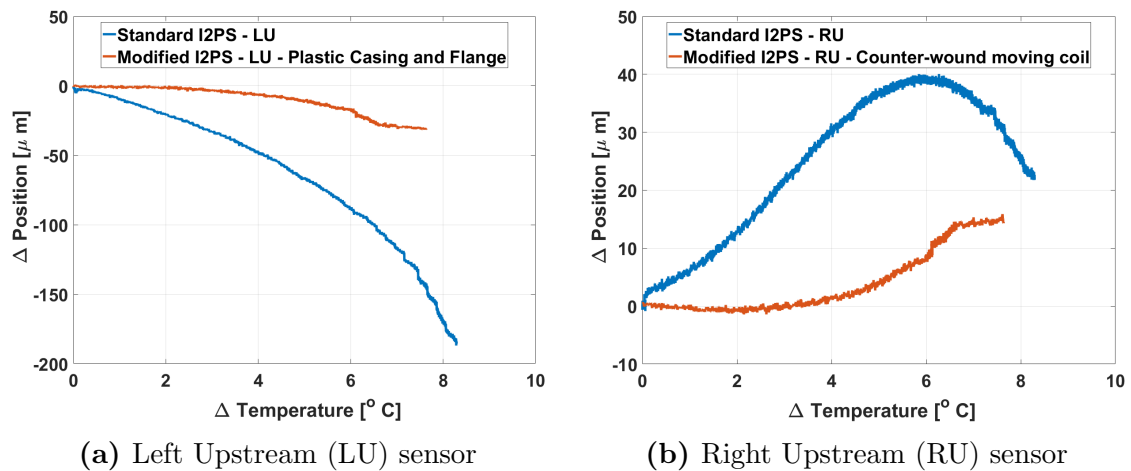 50
0
-50
-100
-150
-200
Δ Position [μ m]
Standard I2PS - LU
Modified I2PS - LU - Plastic Casing and Flange
0 2 4 6 8 10
Δ Temperature [° C]
(a) Left Upstream (LU) sensor
50
40
30
20
10
0
-10
Δ Position [μ m]
Standard I2PS - RU
Modified I2PS - RU - Counter-wound moving coil
0 2 4 6 8 10
Δ Temperature [° C]
(b) Right Upstream (RU) sensor